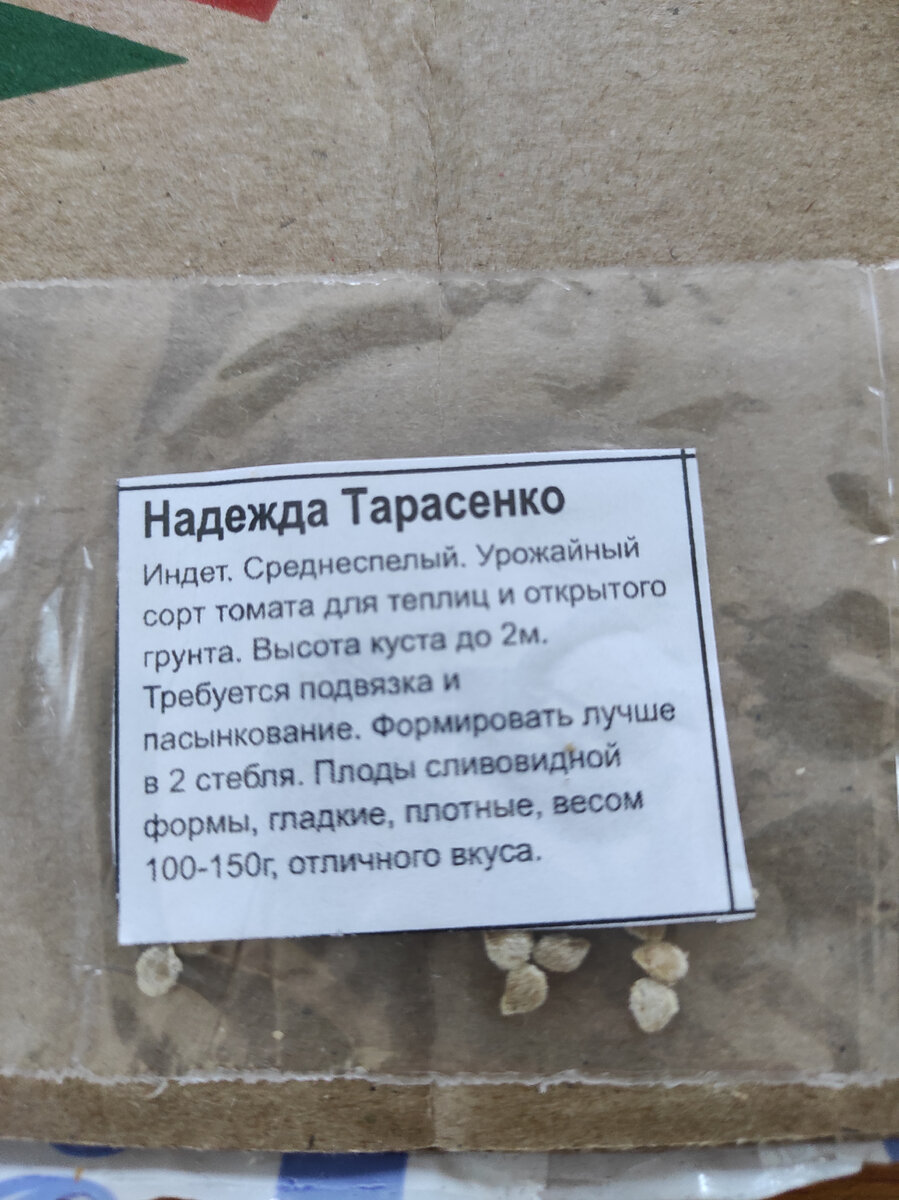 Надежда Тарасенко
Индет. Среднеспелый. Урожайный
сорт томата для теплиц и открытого
грунта. Высота куста до 2м.
Требуется подвязка и
пасынкование. Формировать лучше
в 2 стебля. Плоды сливовидной
формы, гладкие, плотные, весом
100-150г, отличного вкуса.